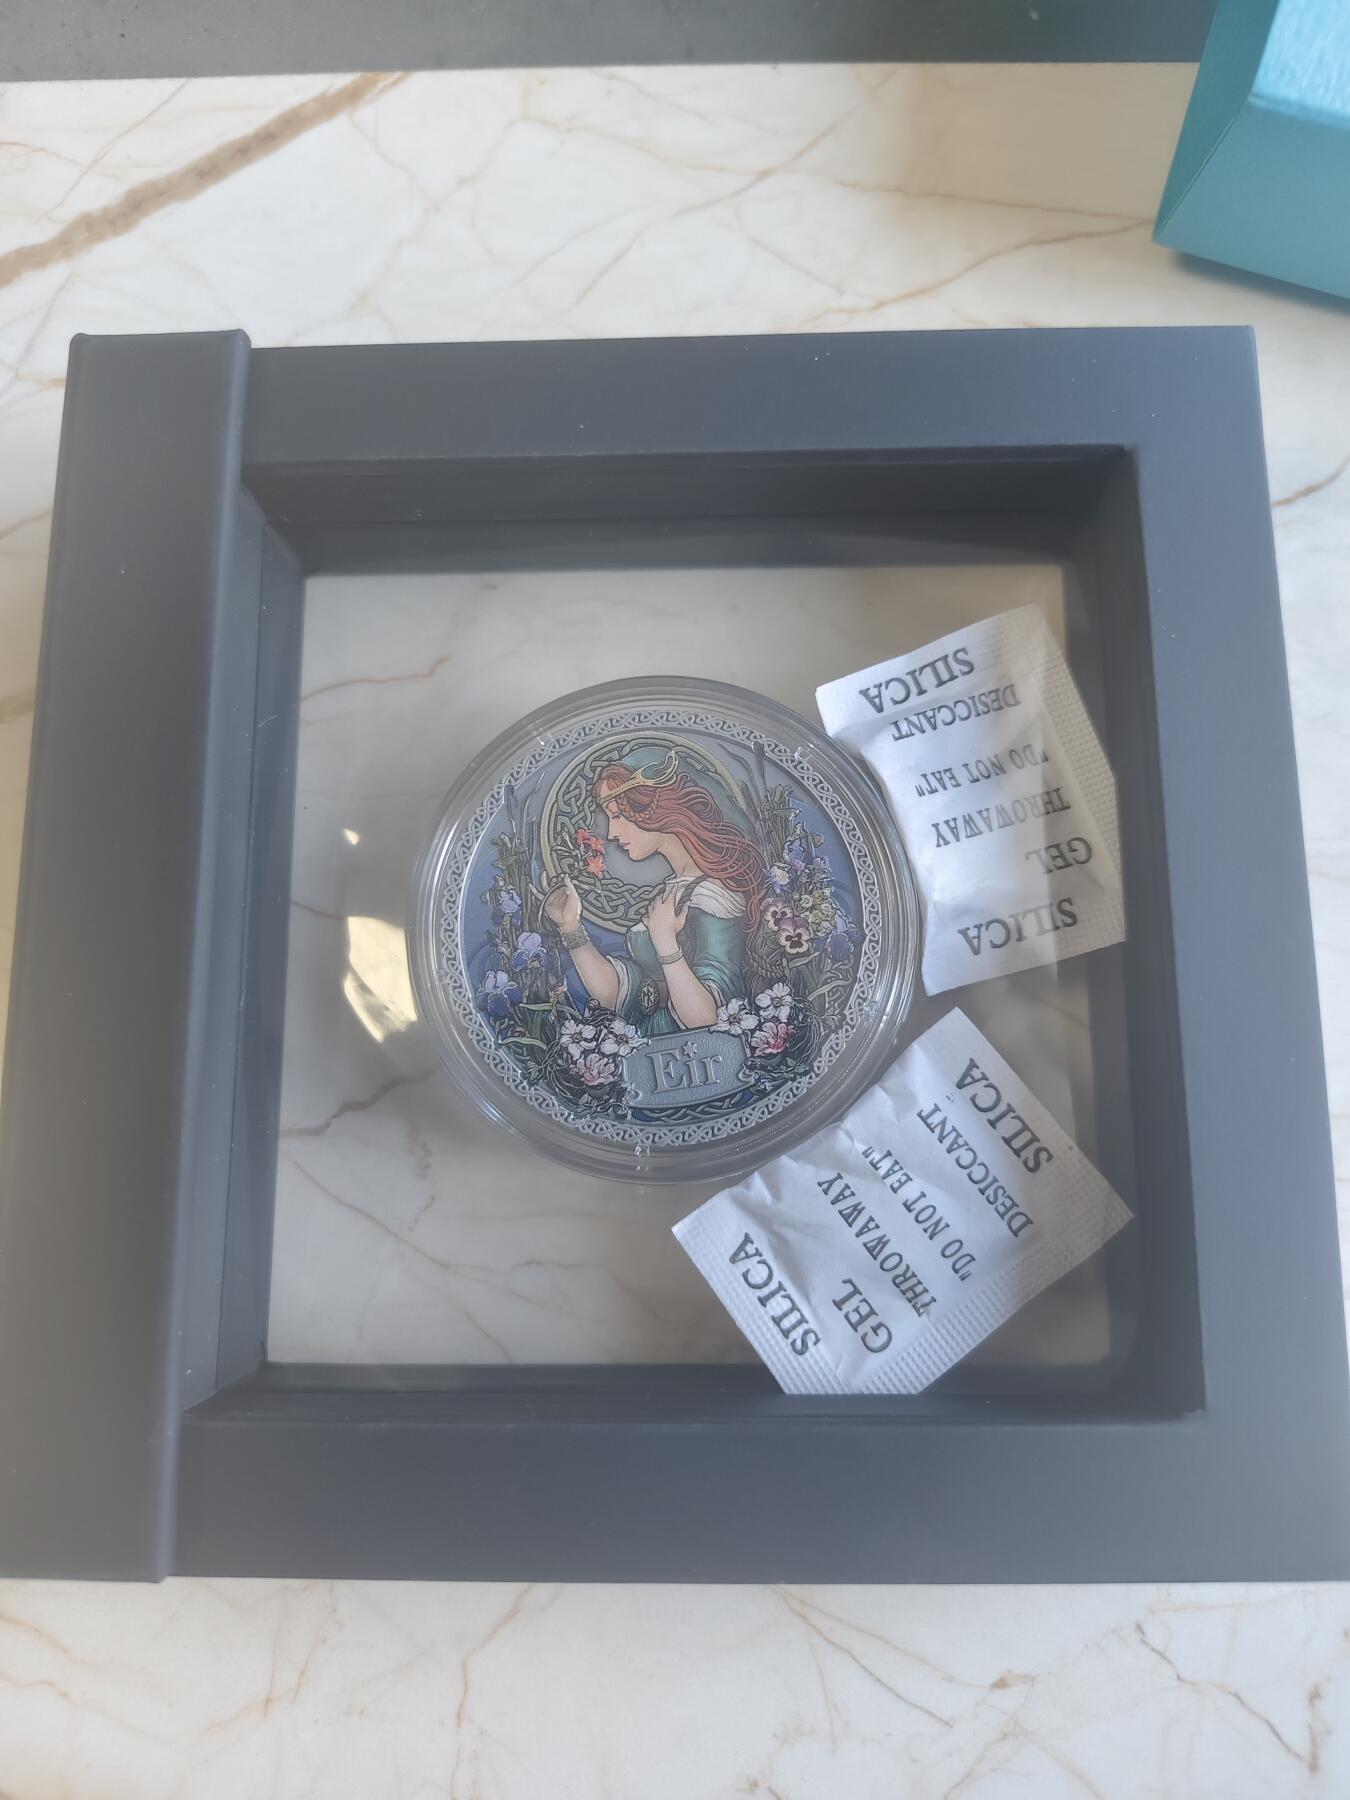 Eir
SILICA
GEL
THROWAWAY
"DO NOT EAT"
DESICCANT
SILICA
SILICA
GEL
THROWAWAY
"DO NOT EAT"
DESICCANT
SILICA